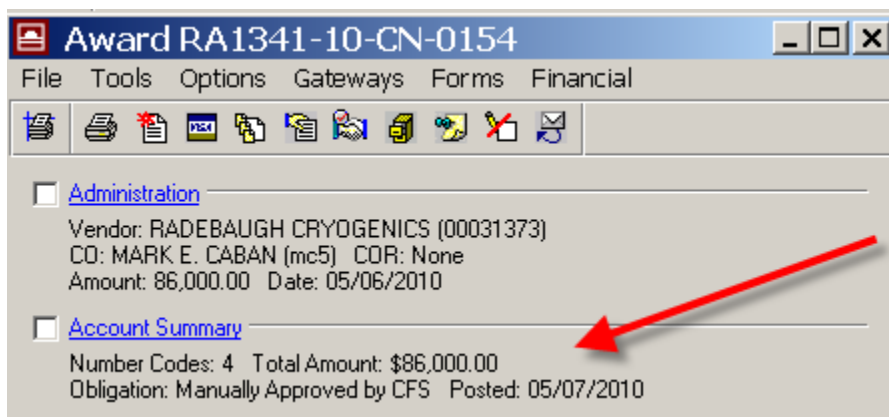 Award RA1341-10-CN-0154
File Tools Options Gateways Forms Financial
VISA
Administration
Vendor: RADEBAUGH CRYOGENICS (00031373)
CO: MARK E. CABAN (mc5) COR: None
Amount: 86,000.00 Date: 05/06/2010
Account Summary
Number Codes: 4 Total Amount: $86,000.00
Obligation: Manually Approved by CFS Posted: 05/07/2010